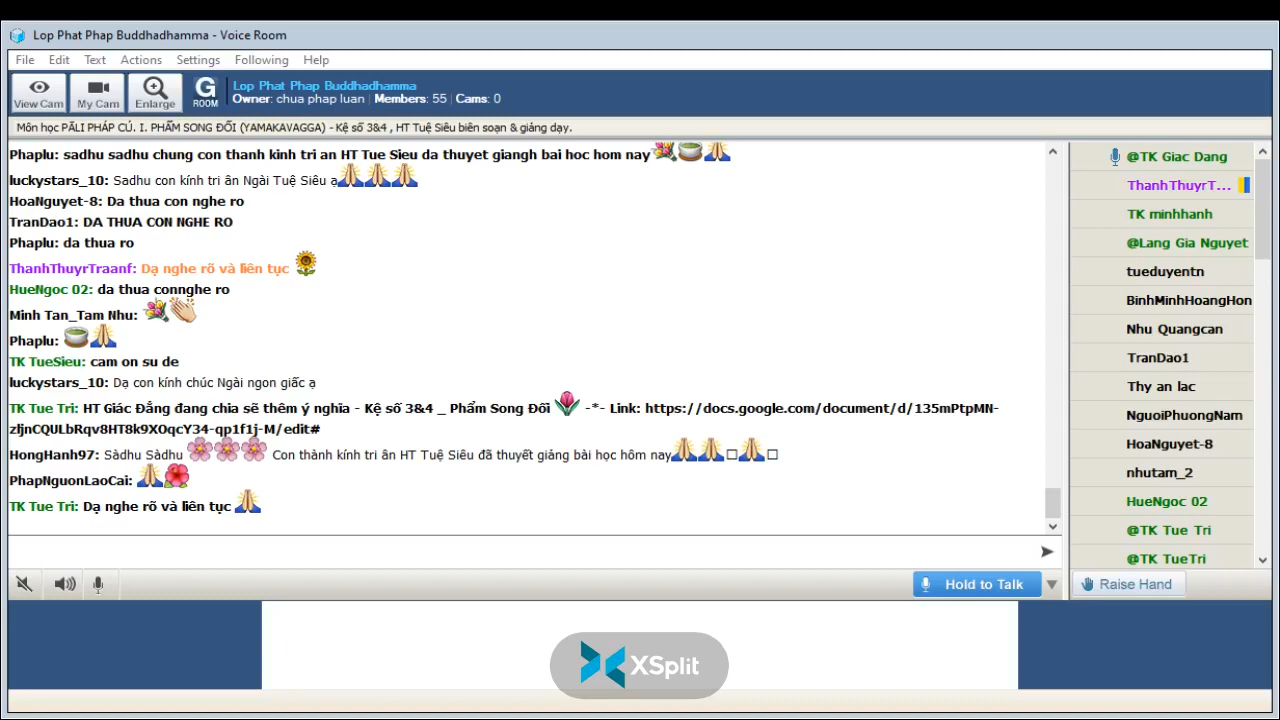 Lop Phat Phap Buddhadhamma - Voice Room
File Edit Text Actions Settings Following Help
View Cam My Cam Enlarge G ROOM
Lop Phat Phap Buddhadhamma
Owner: chua phap luan | Members: 55 | Cams: 0
Môn học PĀLI PHÁP CÚ. I. PHẨM SONG ĐỐI (YAMAKAVAGGA) - Kệ số 3&4 , HT Tuệ Siêu biên soạn & giảng dạy.
Phaplu: sadhu sadhu chung con thanh kinh tri an HT Tue Sieu da thuyet giangh bai hoc hom nay
luckystars_10: Sadhu con kính tri ân Ngài Tuệ Siêu ạ
HoaNguyet-8: Da thua con nghe ro
TranDao1: DA THUA CON NGHE RO
Phaplu: da thua ro
ThanhThuyrTraanf: Dạ nghe rõ và liên tục
HueNgoc 02: da thua connghe ro
Minh Tan_Tam Nhu:
Phaplu:
TK TueSieu: cam on su de
luckystars_10: Dạ con kính chúc Ngài ngon giấc ạ
TK Tue Tri: HT Giác Đẳng đang chia sẽ thêm ý nghĩa - Kệ số 3&4 _ Phẩm Song Đối -*- Link: https://docs.google.com/document/d/135mPtpMN-
zljnCQULbRqv8HT8k9XOqcY34-qp1f1j-M/edit#
HongHanh97: Sàdhu Sàdhu Con thành kính tri ân HT Tuệ Siêu đã thuyết giảng bài học hôm nay
PhapNguonLaoCai:
TK Tue Tri: Dạ nghe rõ và liên tục
@TK Giac Dang
ThanhThuyrT...
TK minhhanh
@Lang Gia Nguyet
tueduyentn
BinhMinhHoangHon
Nhu Quangcan
TranDao1
Thy an lac
NguoiPhuongNam
HoaNguyet-8
nhutam_2
HueNgoc 02
@TK Tue Tri
@TK TueTri
Hold to Talk
Raise Hand
XSplit